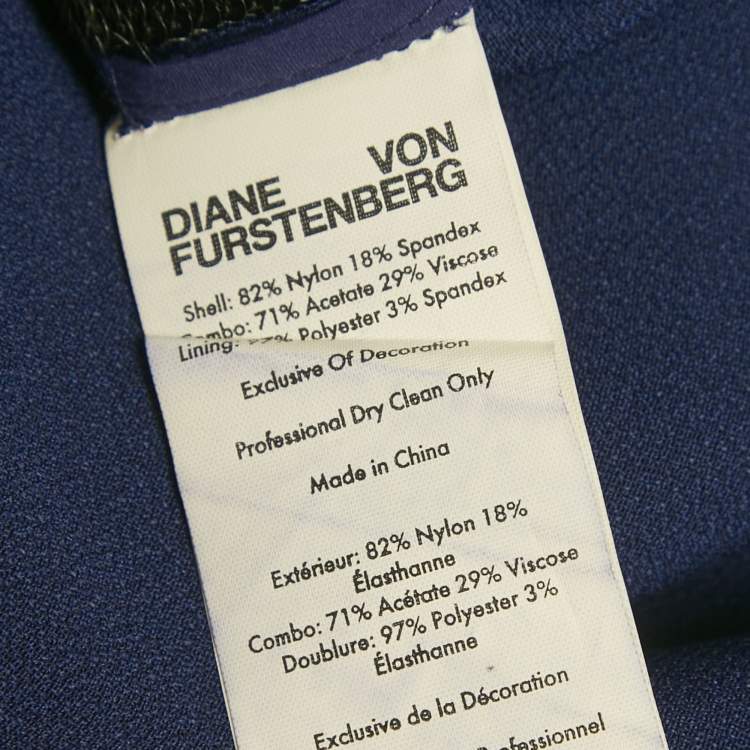 DIANE VON
FURSTENBERG
Shell: 82% Nylon 18% Spandex
Combo: 71% Acetate 29% Viscose
Lining: 97% Polyester 3% Spandex
Exclusive Of Decoration
Professional Dry Clean Only
Made in China
Extérieur: 82% Nylon 18%
Élasthanne
Combo: 71% Acétate 29% Viscose
Doublure: 97% Polyester 3%
Élasthanne
Exclusive de la Décoration
Professionnel